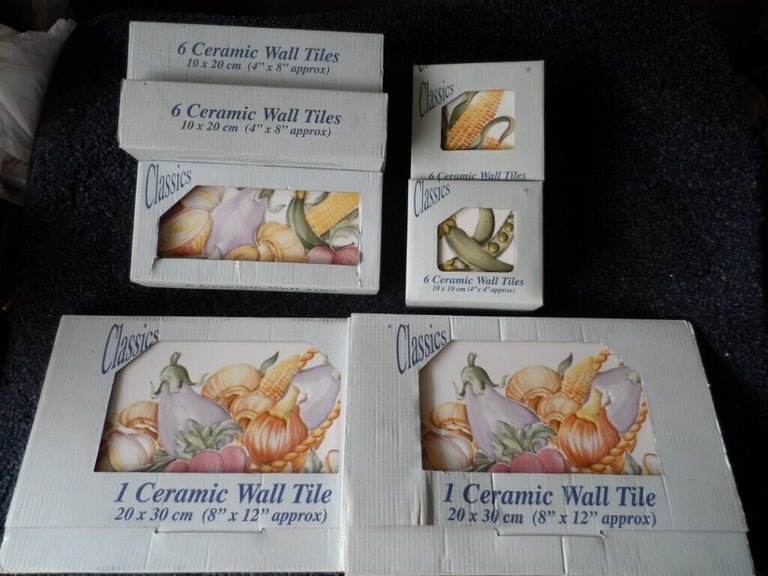 6 Ceramic Wall Tiles
10 x 20 cm (4" x 8" approx)
6 Ceramic Wall Tiles
10 x 20 cm (4" x 8" approx)
Classics
Classics
6 Ceramic Wall Tiles
Classics
6 Ceramic Wall Tiles
10 x 10 cm (4" x 4" approx)
Classics
1 Ceramic Wall Tile
20 x 30 cm (8" x 12" approx)
Classics
1 Ceramic Wall Tile
20 x 30 cm (8" x 12" approx)